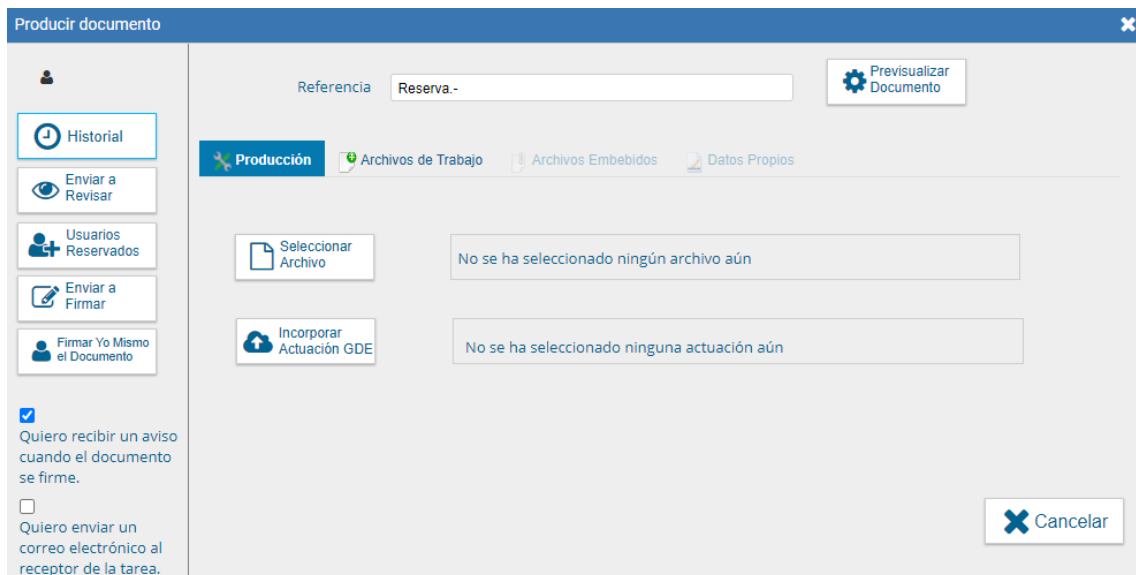 Producir documento
Referencia
Reserva.-
Previsualizar
Documento
Historial
Enviar a
Revisar
Usuarios
Reservados
Enviar a
Firmar
Firmar Yo Mismo
el Documento
Quiero recibir un aviso
cuando el documento
se firme.
Quiero enviar un
correo electrónico al
receptor de la tarea.
Producción
Archivos de Trabajo
Archivos Embebidos
Datos Propios
Seleccionar
Archivo
No se ha seleccionado ningún archivo aún
Incorporar
Actuación GDE
No se ha seleccionado ninguna actuación aún
Cancelar